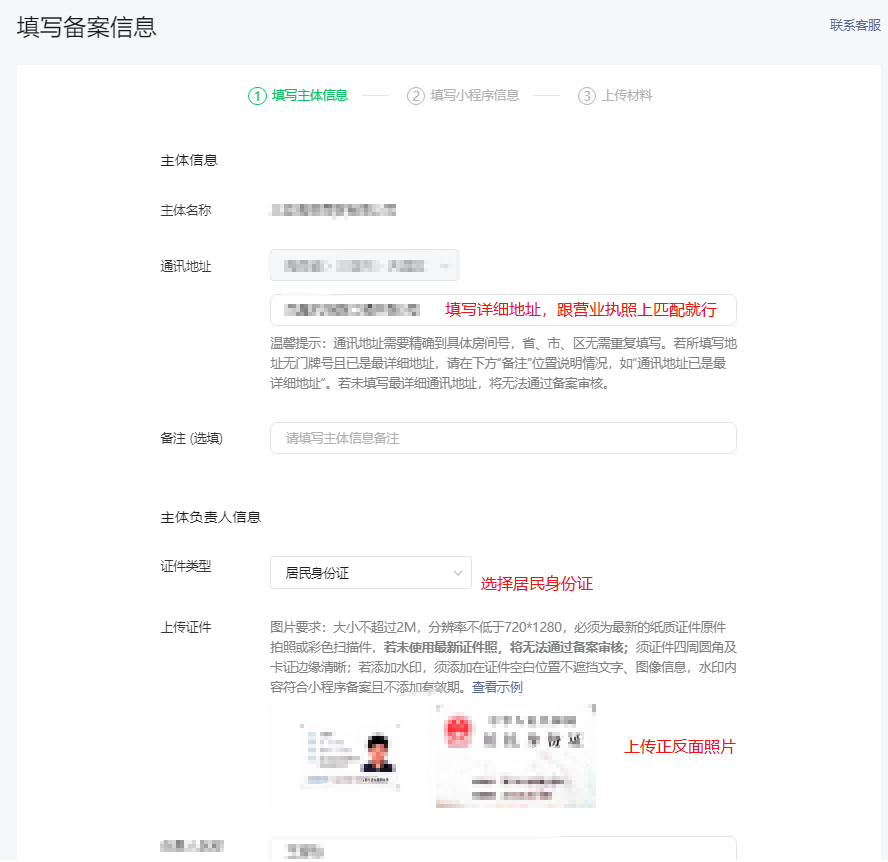 填写备案信息
联系客服
1 填写主体信息
2 填写小程序信息
3 上传材料
主体信息
主体名称
通讯地址
填写详细地址，跟营业执照上匹配就行
温馨提示：通讯地址需要精确到具体房间号，省、市、区无需重复填写。若所填写地
址无门牌号且已是最详细地址，请在下方“备注”位置说明情况，如“通讯地址已是最
详细地址”。若未填写最详细通讯地址，将无法通过备案审核。
备注 (选填)
请填写主体信息备注
主体负责人信息
证件类型
居民身份证
选择居民身份证
上传证件
图片要求：大小不超过2M，分辨率不低于720*1280，必须为最新的纸质证件原件
拍照或彩色扫描件，若未使用最新证件照，将无法通过备案审核；须证件四周圆角及
卡证边缘清晰；若添加水印，须添加在证件空白位置不遮挡文字、图像信息，水印内
容符合小程序备案且不添加有效期。查看示例
上传正反面照片